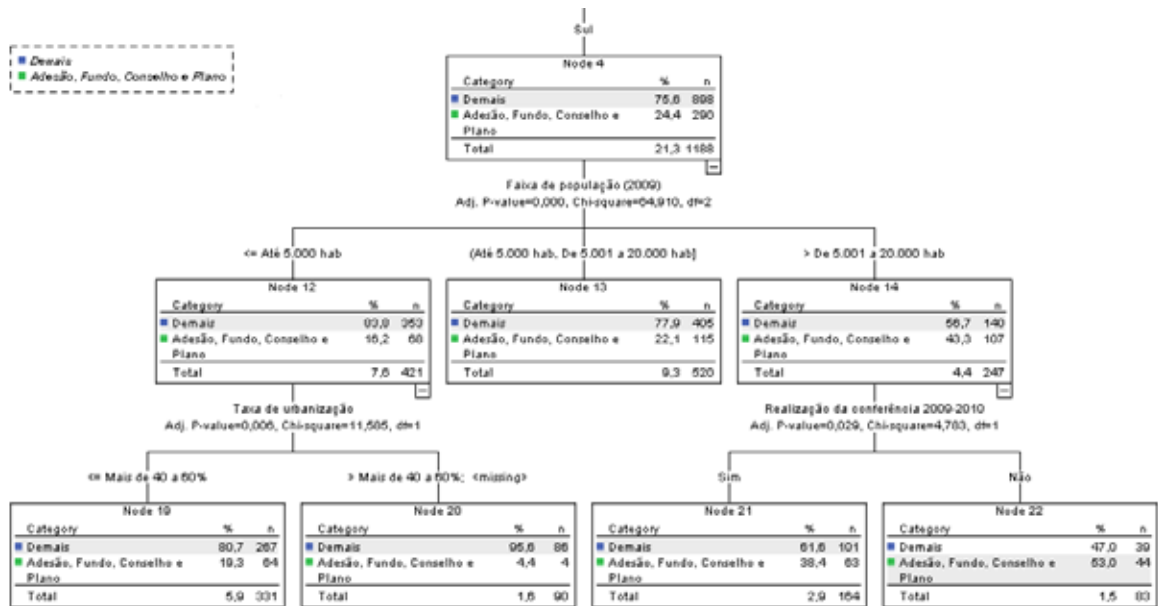 Sul
Demais
Adesão, Fundo, Conselho e Plano
Node 4
Category % n
Demais 75,6 898
Adesão, Fundo, Conselho e 24,4 290
Plano
Total 21,3 1188
Faixa de população (2009)
Adj. P-value=0,000, Chi-square=64,910, df=2
<= Até 5.000 hab
(Até 5.000 hab, De 5.001 a 20.000 hab]
> De 5.001 a 20.000 hab
Node 12
Category % n
Demais 83,8 353
Adesão, Fundo, Conselho e 16,2 68
Plano
Total 7,6 421
Node 13
Category % n
Demais 77,9 405
Adesão, Fundo, Conselho e 22,1 115
Plano
Total 9,3 520
Node 14
Category % n
Demais 56,7 140
Adesão, Fundo, Conselho e 43,3 107
Plano
Total 4,4 247
Taxa de urbanização
Adj. P-value=0,006, Chi-square=11,585, df=1
Realização da conferência 2009-2010
Adj. P-value=0,029, Chi-square=4,783, df=1
<= Mais de 40 a 60%
> Mais de 40 a 60%; <missing>
Sim
Não
Node 19
Category % n
Demais 80,7 267
Adesão, Fundo, Conselho e 19,3 64
Plano
Total 5,9 331
Node 20
Category % n
Demais 95,6 86
Adesão, Fundo, Conselho e 4,4 4
Plano
Total 1,6 90
Node 21
Category % n
Demais 61,6 101
Adesão, Fundo, Conselho e 38,4 63
Plano
Total 2,9 164
Node 22
Category % n
Demais 47,0 39
Adesão, Fundo, Conselho e 53,0 44
Plano
Total 1,5 83